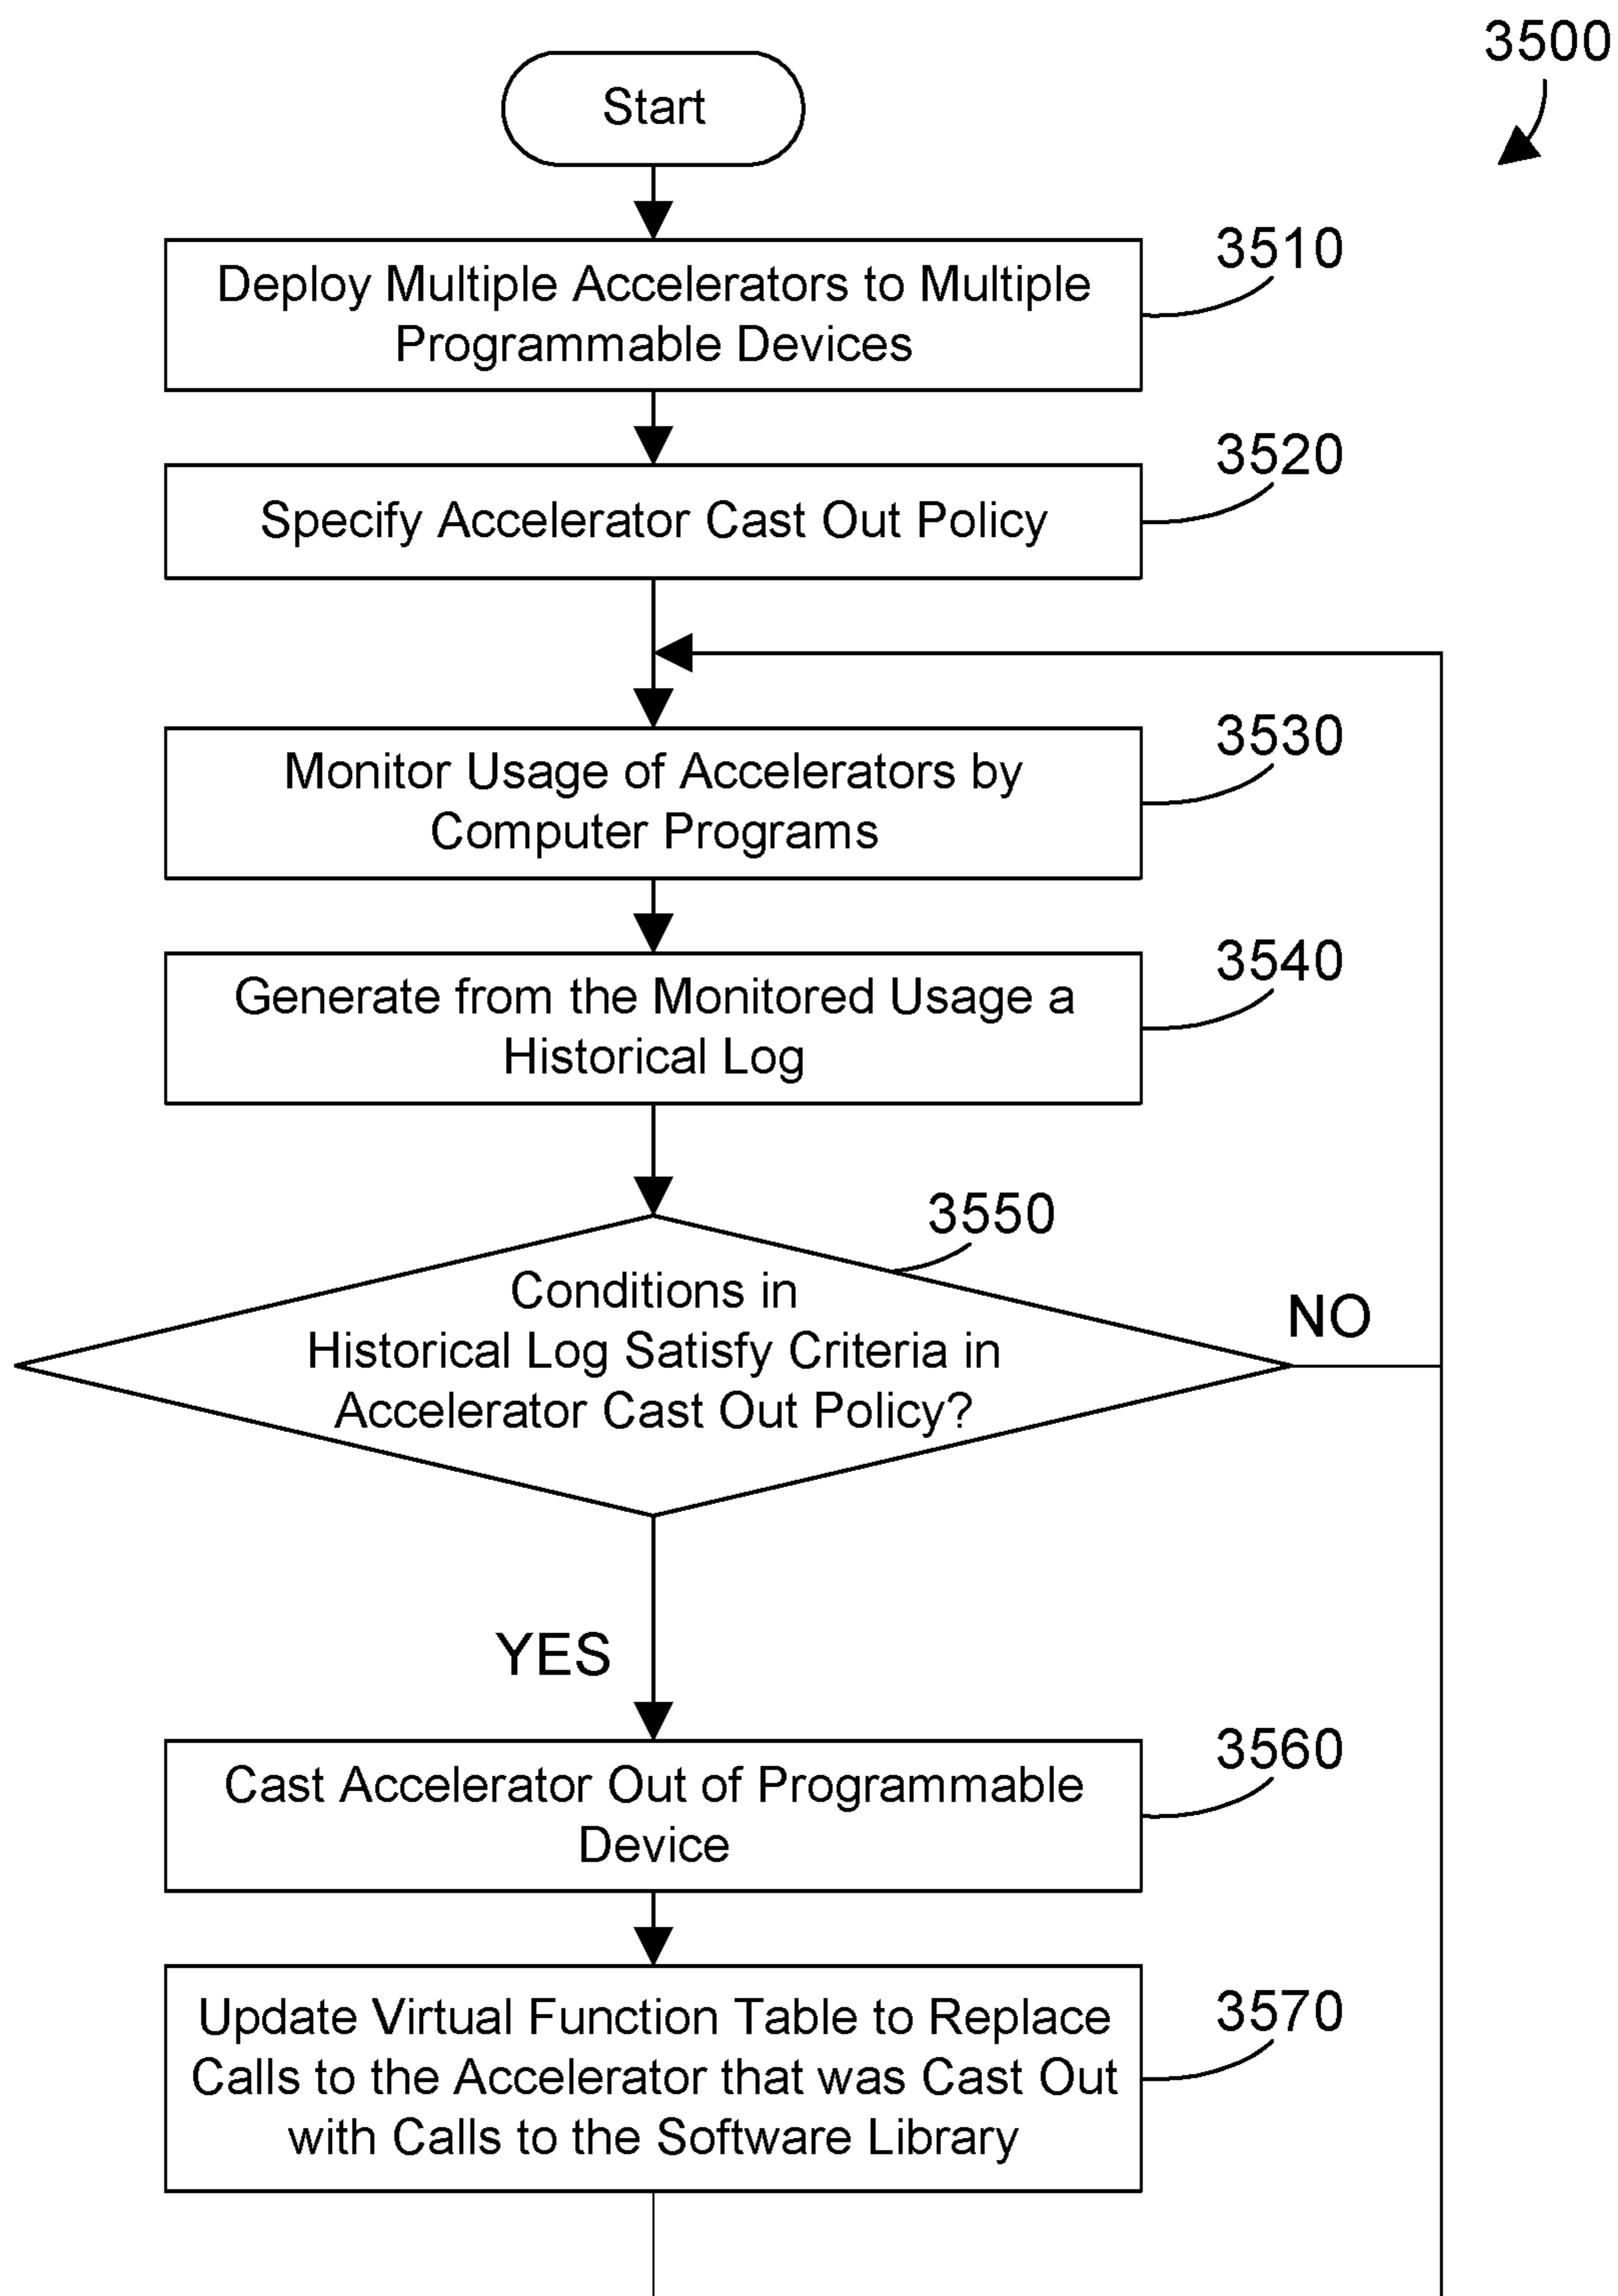 3500
Start
Deploy Multiple Accelerators to Multiple
Programmable Devices
3510
Specify Accelerator Cast Out Policy
3520
Monitor Usage of Accelerators by
Computer Programs
3530
Generate from the Monitored Usage a
Historical Log
3540
Conditions in
Historical Log Satisfy Criteria in
Accelerator Cast Out Policy?
3550
NO
YES
Cast Accelerator Out of Programmable
Device
3560
Update Virtual Function Table to Replace
Calls to the Accelerator that was Cast Out
with Calls to the Software Library
3570